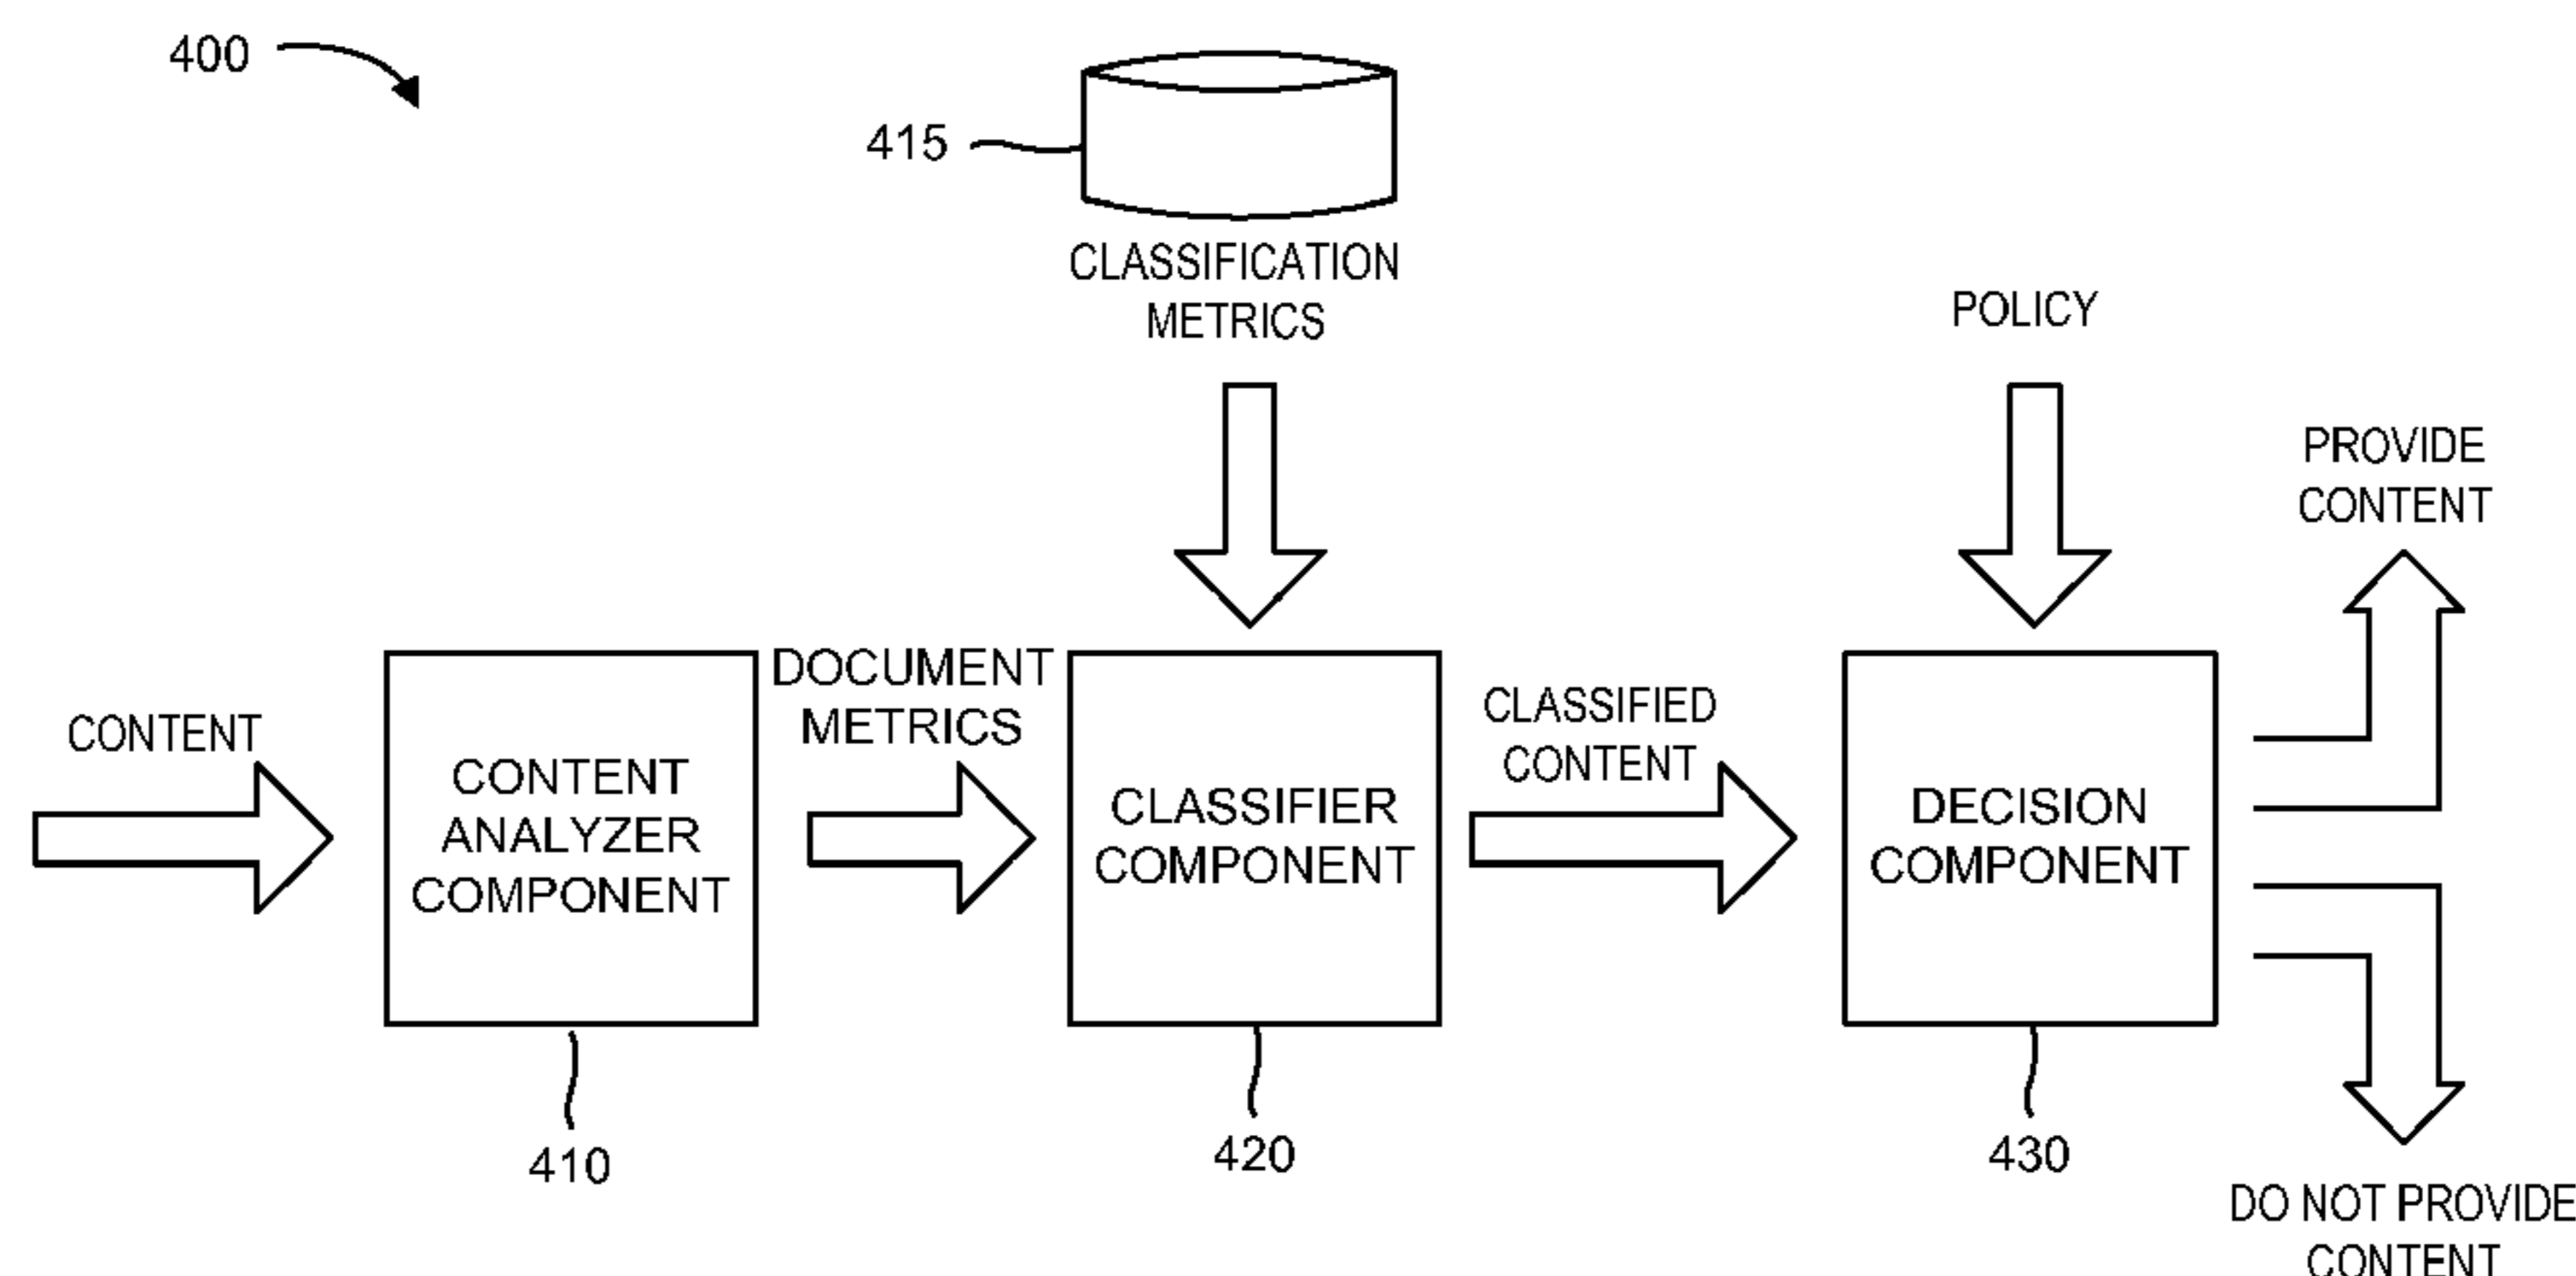 400
415
CLASSIFICATION
METRICS
POLICY
PROVIDE
CONTENT
CONTENT
CONTENT
ANALYZER
COMPONENT
DOCUMENT
METRICS
CLASSIFIER
COMPONENT
CLASSIFIED
CONTENT
DECISION
COMPONENT
410
420
430
DO NOT PROVIDE
CONTENT